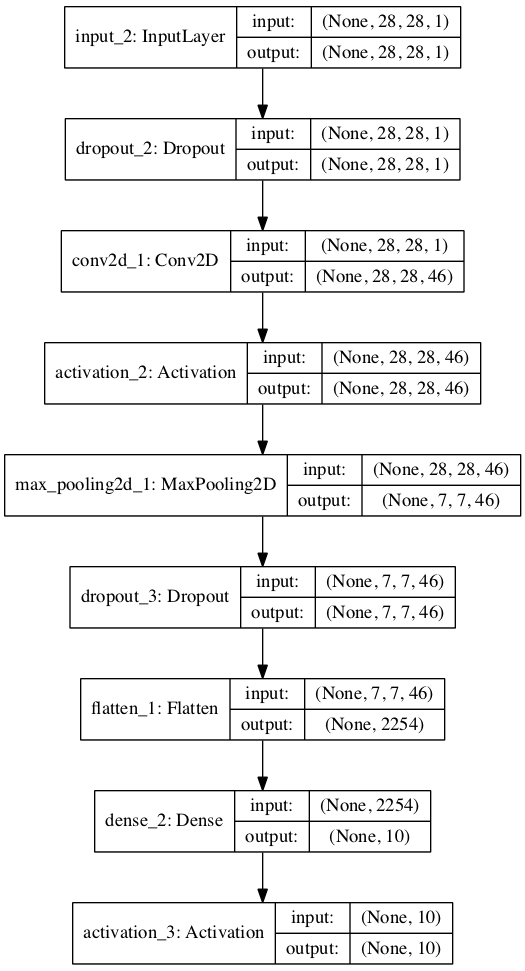 input_2: InputLayer
input: (None, 28, 28, 1)
output: (None, 28, 28, 1)
dropout_2: Dropout
input: (None, 28, 28, 1)
output: (None, 28, 28, 1)
conv2d_1: Conv2D
input: (None, 28, 28, 1)
output: (None, 28, 28, 46)
activation_2: Activation
input: (None, 28, 28, 46)
output: (None, 28, 28, 46)
max_pooling2d_1: MaxPooling2D
input: (None, 28, 28, 46)
output: (None, 7, 7, 46)
dropout_3: Dropout
input: (None, 7, 7, 46)
output: (None, 7, 7, 46)
flatten_1: Flatten
input: (None, 7, 7, 46)
output: (None, 2254)
dense_2: Dense
input: (None, 2254)
output: (None, 10)
activation_3: Activation
input: (None, 10)
output: (None, 10)